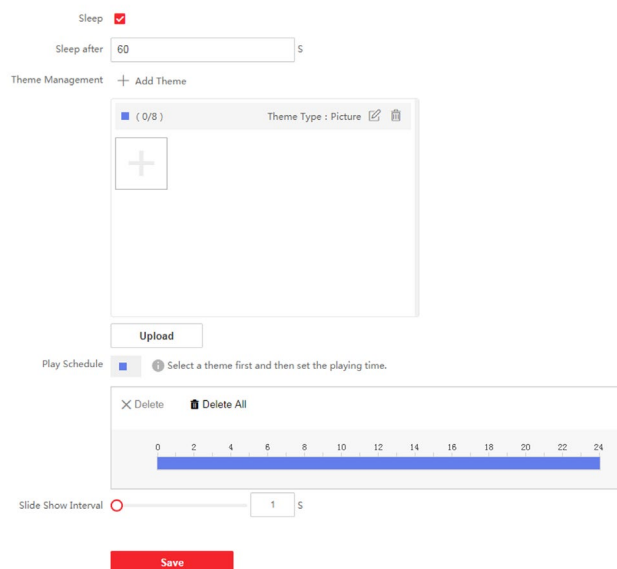 Sleep
Sleep after 60 S
Theme Management + Add Theme
( 0/8 ) Theme Type : Picture
Upload
Play Schedule Select a theme first and then set the playing time.
Delete Delete All
0 2 4 6 8 10 12 14 16 18 20 22 24
Slide Show Interval 1 S
Save